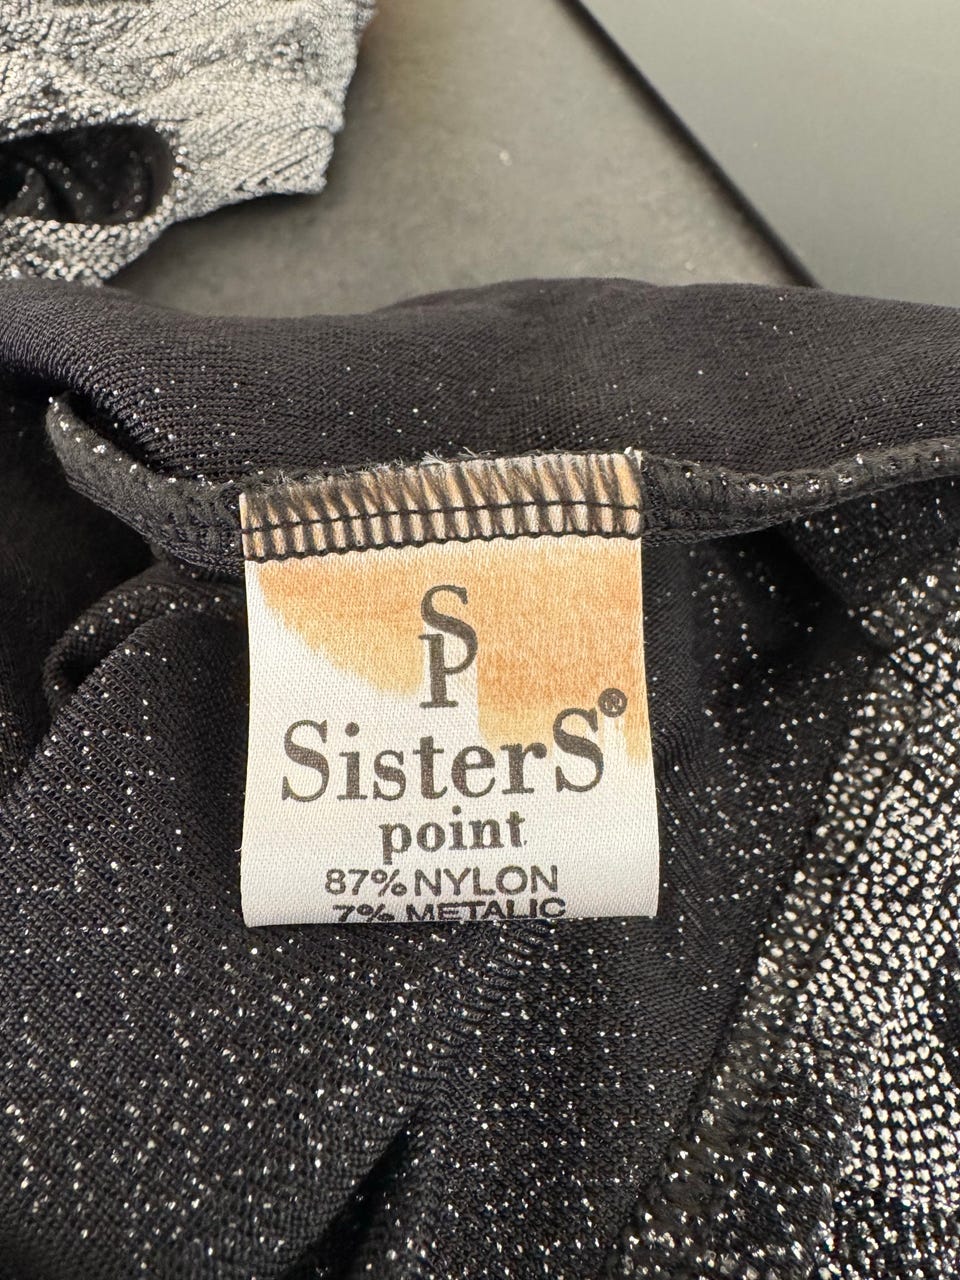 SP
SisterS®
point
87% NYLON
7% METALIC